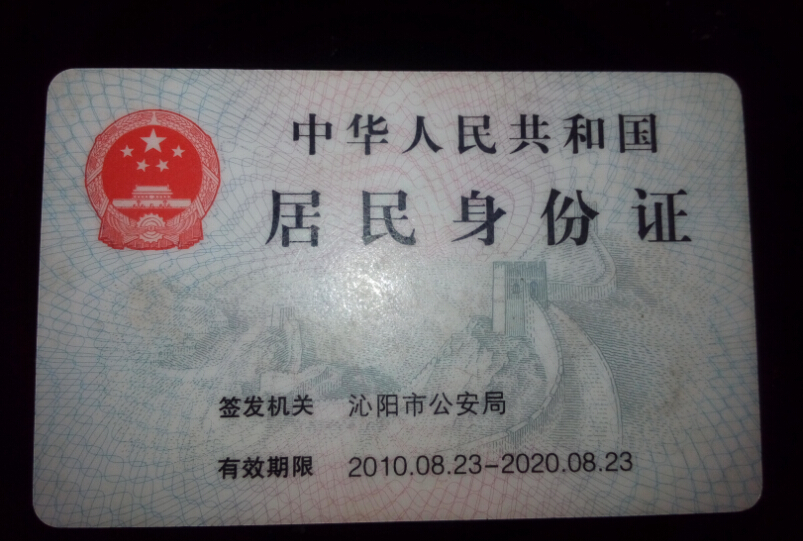 中华人民共和国
居民身份证
签发机关 沁阳市公安局
有效期限 2010.08.23-2020.08.23